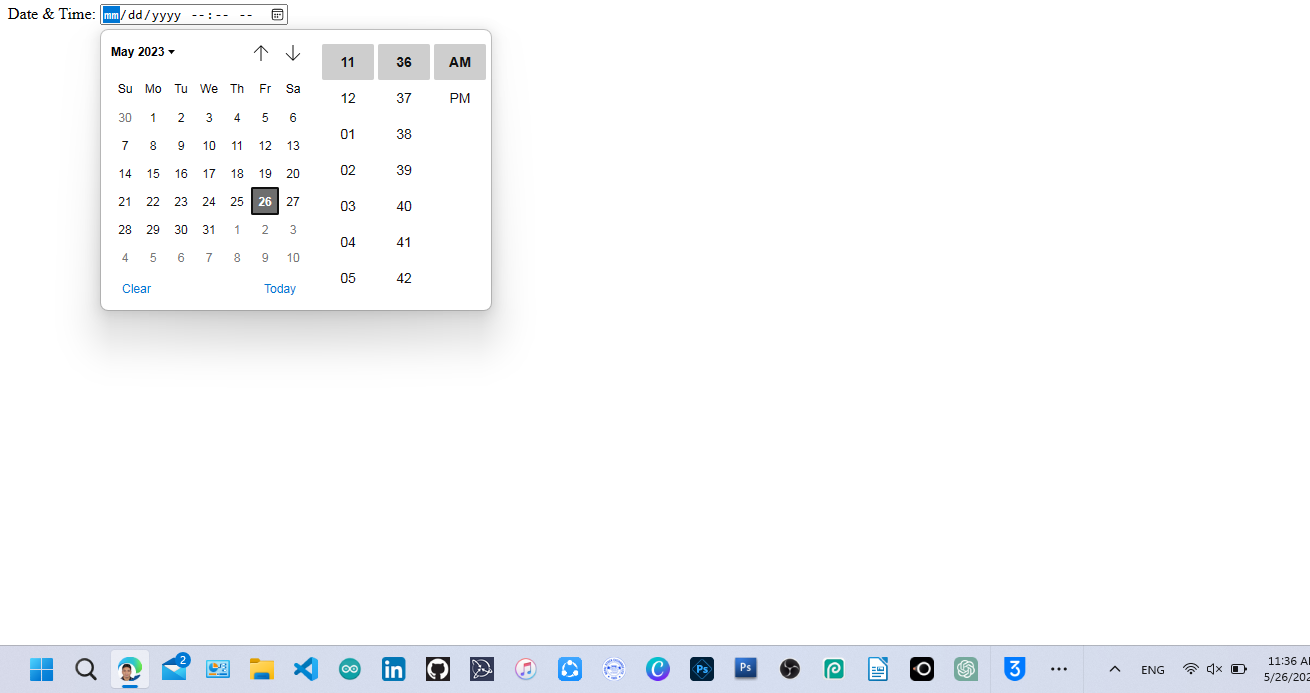 Date & Time: mm/dd/yyyy --:-- --
May 2023
Su Mo Tu We Th Fr Sa
30 1 2 3 4 5 6
7 8 9 10 11 12 13
14 15 16 17 18 19 20
21 22 23 24 25 26 27
28 29 30 31 1 2 3
4 5 6 7 8 9 10
Clear Today
11 36 AM
12 37 PM
01 38
02 39
03 40
04 41
05 42
2
Ps
Ps
3
ENG
11:36 A
5/26/202